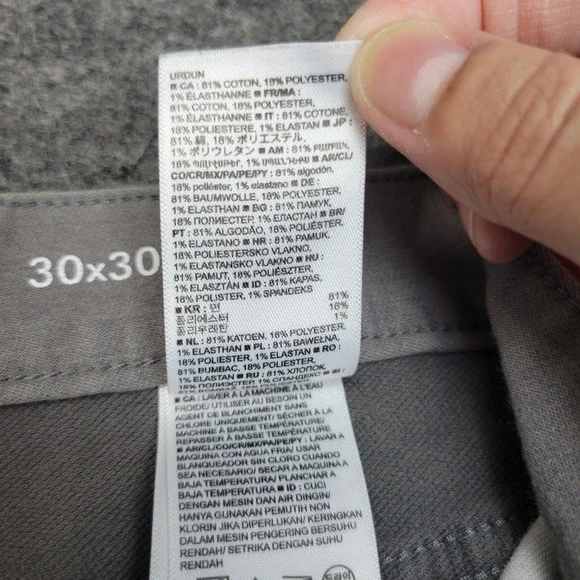 URDUN
■ CA : 81% COTON, 18% POLYESTER,
1% ÉLASTHANNE ■ FR/MA :
81% COTON, 18% POLYESTER,
1% ÉLASTHANNE ■ IT : 81% COTONE,
18% POLIESTERE, 1% ELASTAN ■ JP :
81% 綿, 18% ポリエステル,
1% ポリウレタン ■ AM : 81%
18% 1% ■ AR/CL/
CO/CR/MX/PA/PE/PY : 81% algodón,
18% poliéster, 1% elastano ■ DE :
81% BAUMWOLLE, 18% POLYESTER,
1% ELASTHAN ■ BG : 81% ПАМУК,
18% ПОЛИЕСТЕР, 1% ЕЛАСТАН ■ BR/
PT : 81% ALGODÃO, 18% POLIÉSTER,
1% ELASTANO ■ HR : 81% PAMUK,
18% POLIESTERSKO VLAKNO, 1%
ELASTANSKO VLAKNO ■ HU :
81% PAMUT, 18% POLIÉSZTER,
1% ELASZTÁN ■ ID : 81% KAPAS,
18% POLISTER, 1% SPANDEKS
■ KR : 면 81%
폴리에스터 18%
폴리우레탄 1%
■ NL : 81% KATOEN, 18% POLYESTER,
1% ELASTHAN ■ PL : 81% BAWEŁNA,
18% POLIESTER, 1% ELASTAN ■ RO :
81% BUMBAC, 18% POLIESTER,
1% ELASTAN ■ RU : 81% ХЛОПОК,
18% ПОЛИЭСТЕР, 1% СПАНДЕКС ■
30x30
■ CA : LAVER À LA MACHINE À L'EAU
FROIDE/ UTILISER AU BESOIN
AGENT DE BLANCHIMENT SANS
CHLORE UNIQUEMENT/ SÉCHER À LA
MACHINE À BASSE TEMPÉRATURE/
REPASSER À BASSE TEMPÉRATURE
■ AR/CL/CO/CR/MX/PA/PE/PY : LAVAR A
MAQUINA CON AGUA FRIA/ USAR
BLANQUEADOR SIN CLORO CUANDO
SEA NECESARIO/ SECAR A MAQUINA A
BAJA TEMPERATURA/ PLANCHAR A
BAJA TEMPERATURA ■ ID : CUCI
DENGAN MESIN DAN AIR DINGIN/
HANYA GUNAKAN PEMUTIH NON
KLORIN JIKA DIPERLUKAN/ KERINGKAN
DALAM MESIN PENGERING BERSUHU
RENDAH/ SETRIKA DENGAN SUHU
RENDAH